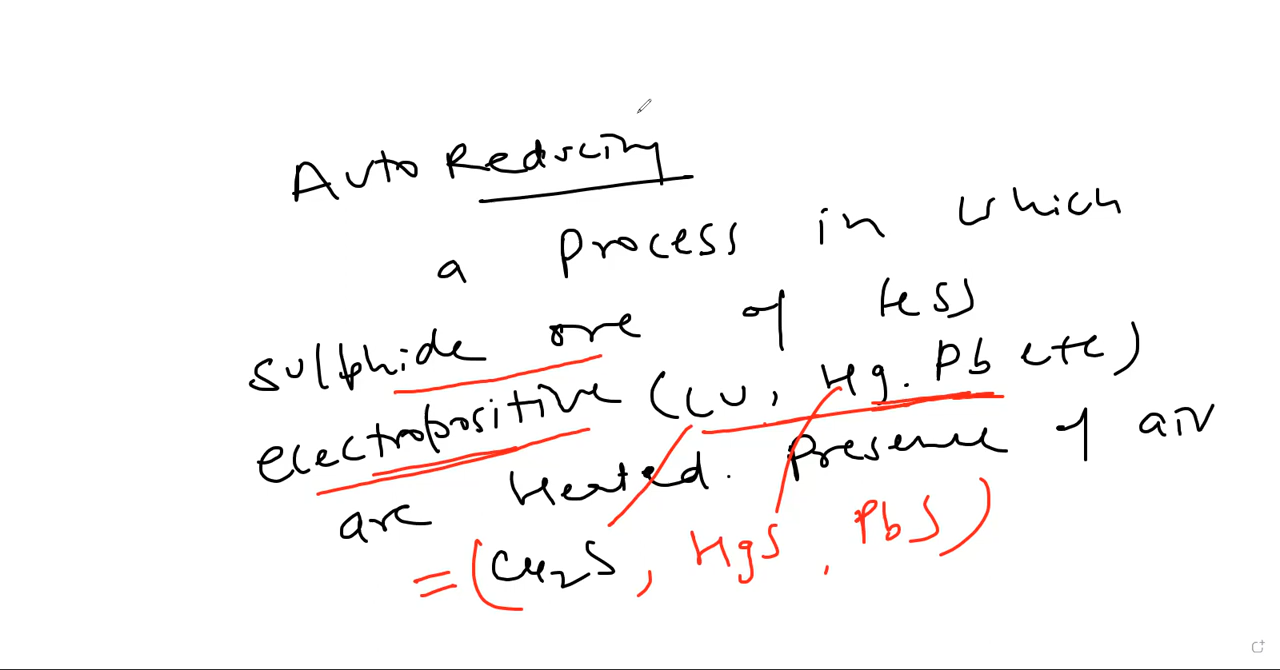 Auto Reducing
a process in which
sulphide ore of less
electropositive (Cu, Hg. Pb etc)
are Heated. Presence of air
= (Cu2S, HgS, PbS)